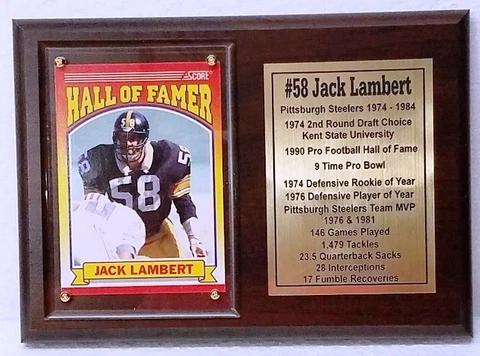 SCORE
HALL OF FAMER
58
58
JACK LAMBERT
#58 Jack Lambert
Pittsburgh Steelers 1974 - 1984
1974 2nd Round Draft Choice
Kent State University
1990 Pro Football Hall of Fame
9 Time Pro Bowl
1974 Defensive Rookie of Year
1976 Defensive Player of Year
Pittsburgh Steelers Team MVP
1976 & 1981
146 Games Played
1,479 Tackles
23.5 Quarterback Sacks
28 Interceptions
17 Fumble Recoveries